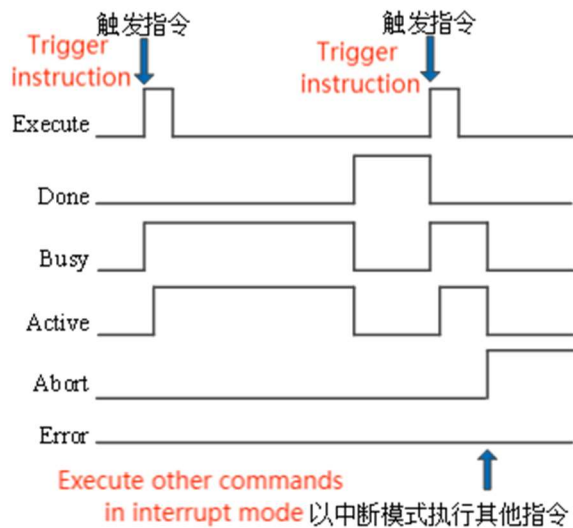 触发指令
Trigger
instruction
触发指令
Trigger
instruction
Execute
Done
Busy
Active
Abort
Error
Execute other commands
in interrupt mode 以中断模式执行其他指令